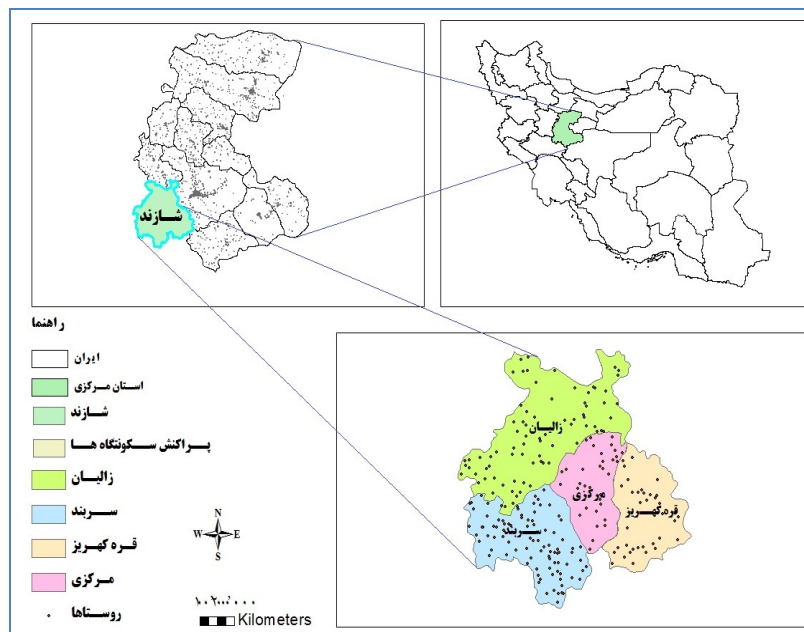 شازند
راهنما
ایران
استان مرکزی
شازند
پراکنش سکونتگاه ها
زالیان
سربند
قره کهریز
مرکزی
روستاها
N
W E
S
Kilometers
زالیان
مرکزی
قره کهریز
سربند